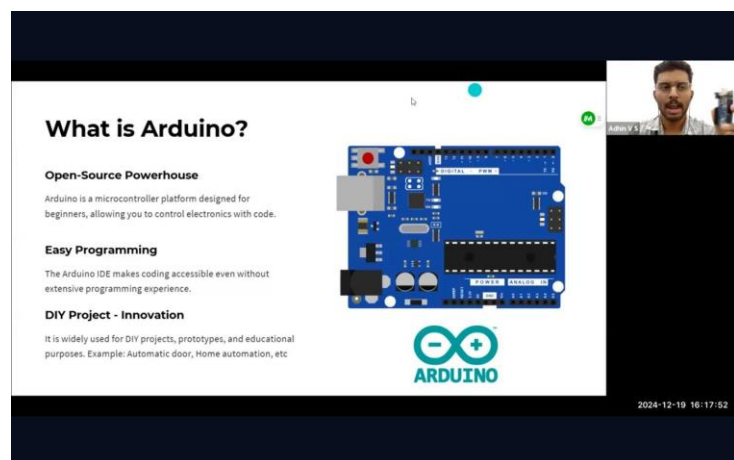 What is Arduino?
Open-Source Powerhouse
Arduino is a microcontroller platform designed for
beginners, allowing you to control electronics with code.
Easy Programming
The Arduino IDE makes coding accessible even without
extensive programming experience.
DIY Project - Innovation
It is widely used for DIY projects, prototypes, and educational
purposes. Example: Automatic door, Home automation, etc
DIGITAL - PWM -
POWER ANALOG IN
ARDUINO
M
Adhin V S
2024-12-19 16:17:52